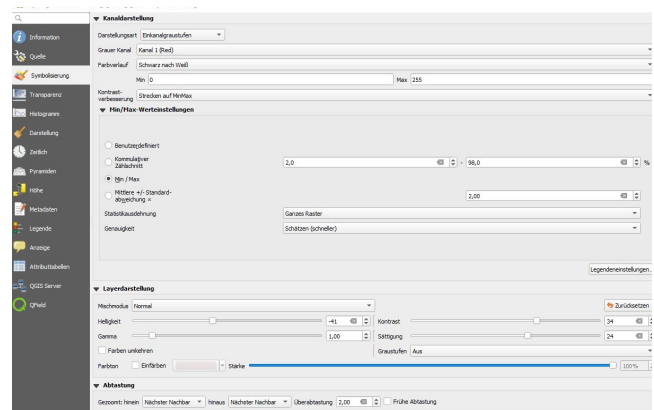 Kanaldarstellung
Information
Darstellungsart Einkanalgraustufen
Quelle
Grauer Kanal Kanal 1 (Red)
Farbverlauf Schwarz nach Weiß
Symbolisierung
Min 0 Max 255
Transparenz
Kontrast-
verbesserung Strecken auf MinMax
Histogramm
Min/Max-Werteinstellungen
Darstellung
Benutzerdefiniert
Zeitlich
Kommulativer
Zählschnitt 2,0 - 98,0 %
Pyramiden
Min / Max
Höhe
Mittlere +/- Standard-
abweichung × 2,00
Metadaten
Statistikausdehnung Ganzes Raster
Legende
Genauigkeit Schätzen (schneller)
Anzeige
Attributtabellen
Legendeneinstellungen...
QGIS Server
Layerdarstellung
QField
Mischmodus Normal Zurücksetzen
Helligkeit -41 Kontrast 34
Gamma 1,00 Sättigung 24
Farben umkehren Graustufen Aus
Farbton Einfärben Stärke 100%
Abtastung
Gezoomt: hinein Nächster Nachbar hinaus Nächster Nachbar Überabtastung 2,00 Frühe Abtastung